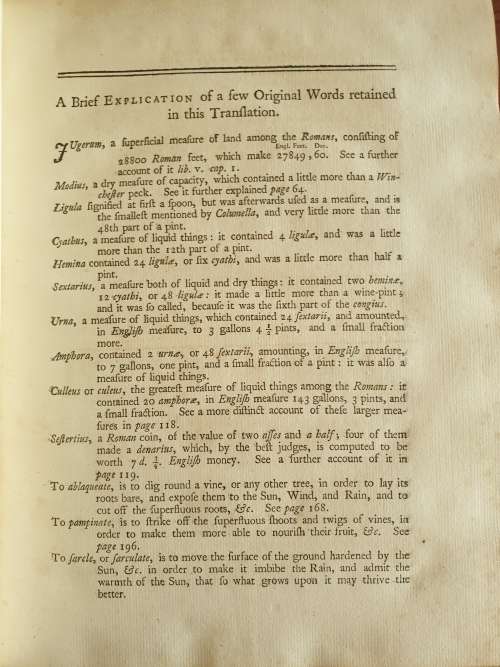 A Brief EXPLICATION of a few Original Words retained
in this Translation.
JUgerum, a superficial measure of land among the Romans, consisting of
Engl. Feet. Dec.
28800 Roman feet, which make 27849,60. See a further
account of it lib. v. cap. 1.
Modius, a dry measure of capacity, which contained a little more than a Win-
cheſter peck. See it further explained page 64.
Ligula ſignified at firſt a ſpoon, but was afterwards uſed as a meaſure, and is
the ſmalleſt mentioned by Columella, and very little more than the
48th part of a pint.
Cyathus, a meaſure of liquid things: it contained 4 ligulæ, and was a little
more than the 12th part of a pint.
Hemina contained 24 ligulæ, or ſix cyathi, and was a little more than half a
pint.
Sextarius, a meaſure both of liquid and dry things: it contained two heminæ,
12 cyathi, or 48 ligulæ: it made a little more than a wine-pint;
and it was ſo called, becauſe it was the ſixth part of the congius.
Urna, a meaſure of liquid things, which contained 24 ſextarii, and amounted,
in Engliſh meaſure, to 3 gallons 4 ½ pints, and a ſmall fraction
more.
Amphora, contained 2 urnæ, or 48 ſextarii, amounting, in Engliſh meaſure,
to 7 gallons, one pint, and a ſmall fraction of a pint: it was alſo a
meaſure of liquid things.
Culleus or culeus, the greateſt meaſure of liquid things among the Romans: it
contained 20 amphoræ, in Engliſh meaſure 143 gallons, 3 pints, and
a ſmall fraction. See a more diſtinct account of theſe larger mea-
ſures in page 118.
Seſtertius, a Roman coin, of the value of two aſſes and a half; four of them
made a denarius, which, by the beſt judges, is computed to be
worth 7 d. ¾. Engliſh money. See a further account of it in
page 119.
To ablaqueate, is to dig round a vine, or any other tree, in order to lay its
roots bare, and expoſe them to the Sun, Wind, and Rain, and to
cut off the ſuperfluous roots, &c. See page 168.
To pampinate, is to ſtrike off the ſuperfluous ſhoots and twigs of vines, in
order to make them more able to nouriſh their fruit, &c. See
page 196.
To ſarcle, or ſarculate, is to move the ſurface of the ground hardened by the
Sun, &c. in order to make it imbibe the Rain, and admit the
warmth of the Sun, that ſo what grows upon it may thrive the
better.